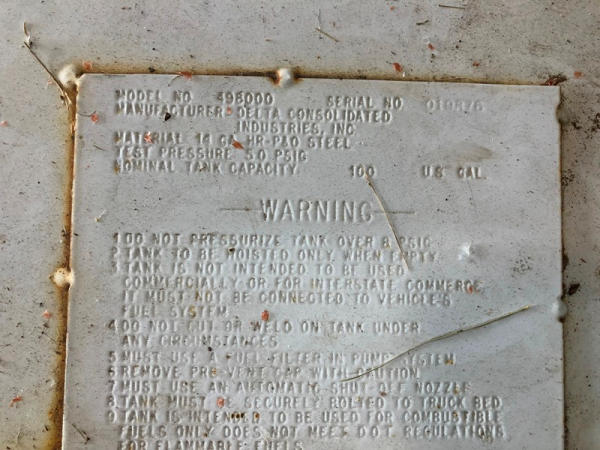 MODEL NO 498000 SERIAL NO
MANUFACTURER DELTA CONSOLIDATED
INDUSTRIES, INC
MATERIAL 14 GA HR-P&O STEEL
TEST PRESSURE 5.0 PSIG
NOMINAL TANK CAPACITY 100 U.S. GAL.
WARNING
1 DO NOT PRESSURIZE TANK OVER 8 PSIG
2 TANK TO BE HOISTED ONLY WHEN EMPTY.
3 TANK IS NOT INTENDED TO BE USED
COMMERCIALLY OR FOR INTERSTATE COMMERCE
IT MUST NOT BE CONNECTED TO VEHICLE'S
FUEL SYSTEM
4 DO NOT CUT OR WELD ON TANK UNDER
ANY CIRCUMSTANCES
5 MUST USE A FUEL FILTER IN PUMP SYSTEM
6 REMOVE PRE-VENT CAP WITH CAUTION
7 MUST USE AN AUTOMATIC SHUT-OFF NOZZLE
8 TANK MUST BE SECURELY BOLTED TO TRUCK BED
9 TANK IS INTENDED TO BE USED FOR COMBUSTIBLE
FUELS ONLY DOES NOT MEET D.O.T. REGULATIONS
FOR FLAMMABLE FUELS